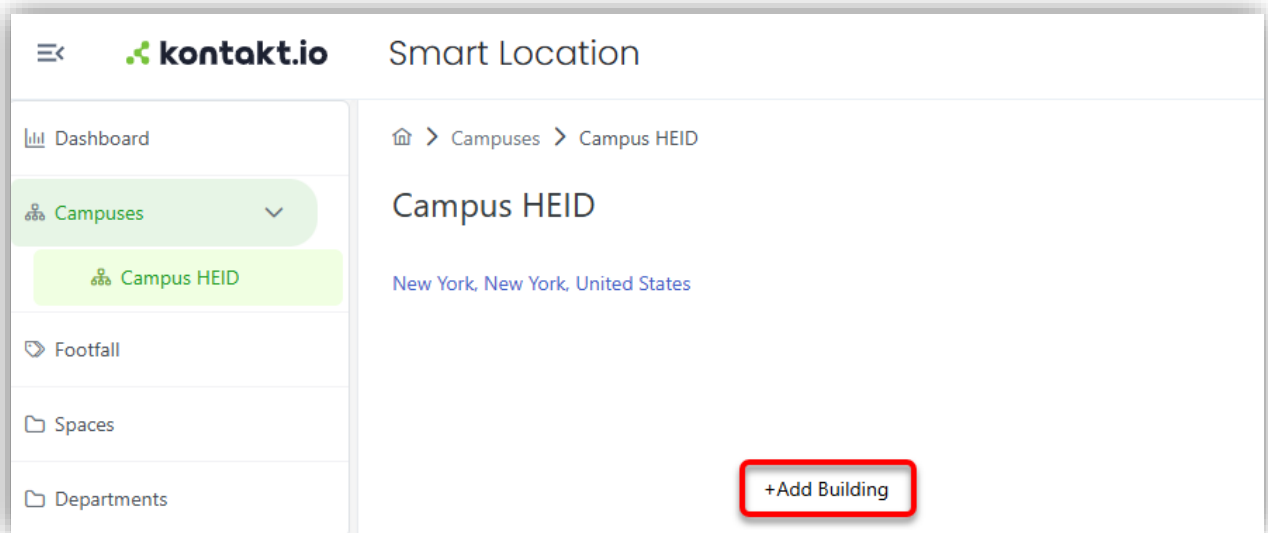 kontakt.io
Smart Location
Dashboard
Campuses
Campus HEID
Footfall
Spaces
Departments
Campuses > Campus HEID
Campus HEID
New York, New York, United States
+Add Building